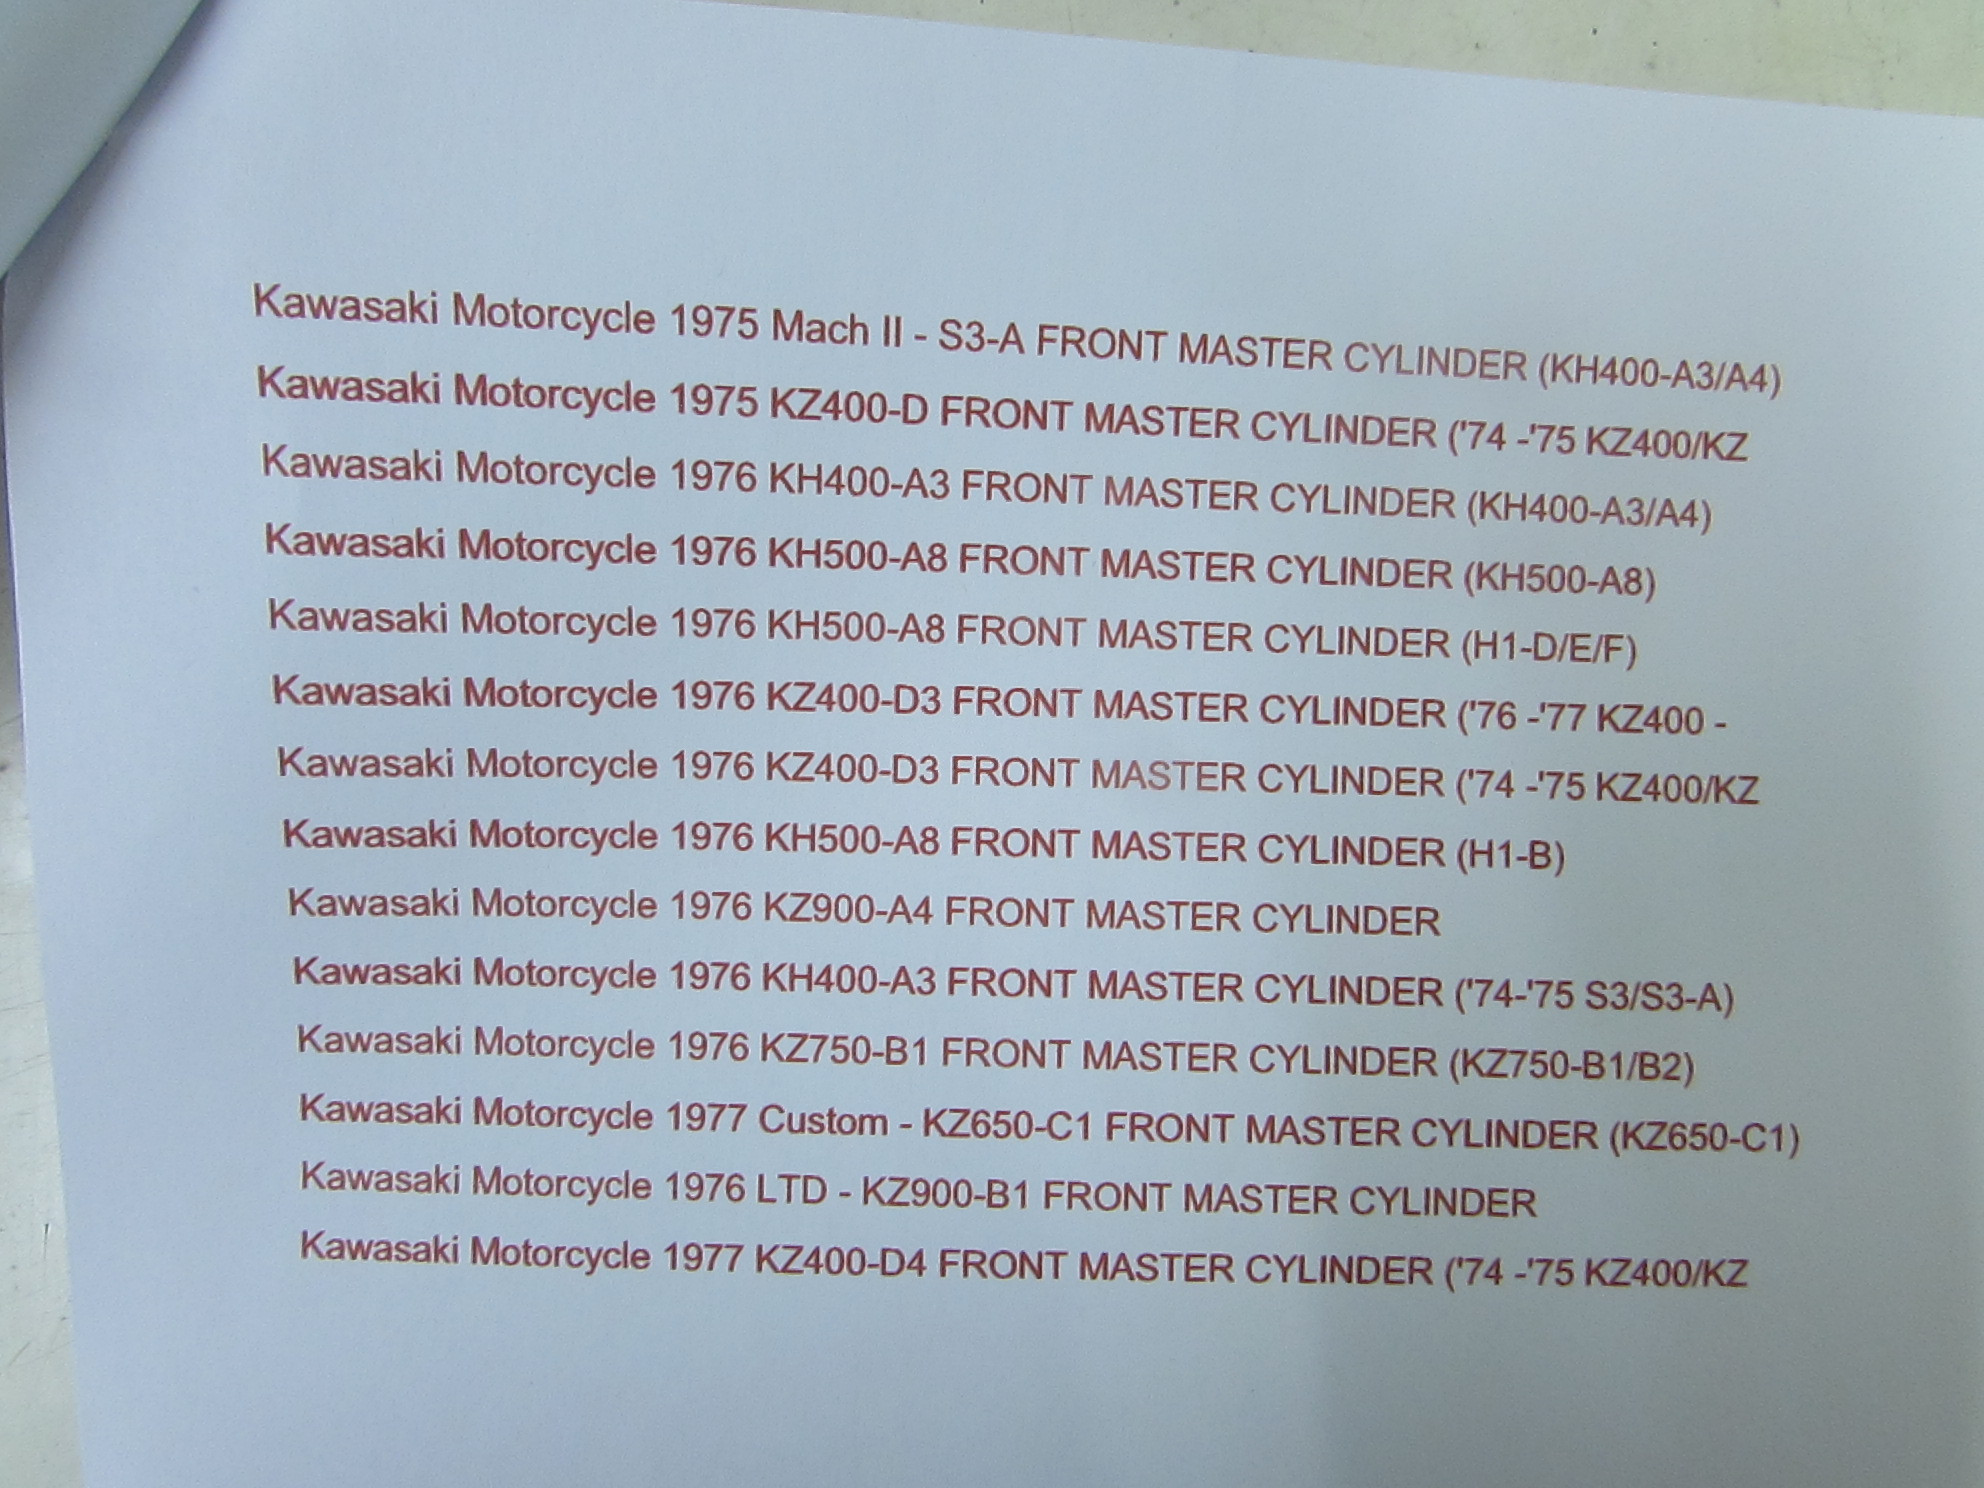 Kawasaki Motorcycle 1975 Mach II - S3-A FRONT MASTER CYLINDER (KH400-A3/A4)
Kawasaki Motorcycle 1975 KZ400-D FRONT MASTER CYLINDER ('74 -'75 KZ400/KZ
Kawasaki Motorcycle 1976 KH400-A3 FRONT MASTER CYLINDER (KH400-A3/A4)
Kawasaki Motorcycle 1976 KH500-A8 FRONT MASTER CYLINDER (KH500-A8)
Kawasaki Motorcycle 1976 KH500-A8 FRONT MASTER CYLINDER (H1-D/E/F)
Kawasaki Motorcycle 1976 KZ400-D3 FRONT MASTER CYLINDER ('76 -'77 KZ400 -
Kawasaki Motorcycle 1976 KZ400-D3 FRONT MASTER CYLINDER ('74 -'75 KZ400/KZ
Kawasaki Motorcycle 1976 KH500-A8 FRONT MASTER CYLINDER (H1-B)
Kawasaki Motorcycle 1976 KZ900-A4 FRONT MASTER CYLINDER
Kawasaki Motorcycle 1976 KH400-A3 FRONT MASTER CYLINDER ('74-'75 S3/S3-A)
Kawasaki Motorcycle 1976 KZ750-B1 FRONT MASTER CYLINDER (KZ750-B1/B2)
Kawasaki Motorcycle 1977 Custom - KZ650-C1 FRONT MASTER CYLINDER (KZ650-C1)
Kawasaki Motorcycle 1976 LTD - KZ900-B1 FRONT MASTER CYLINDER
Kawasaki Motorcycle 1977 KZ400-D4 FRONT MASTER CYLINDER ('74 -'75 KZ400/KZ